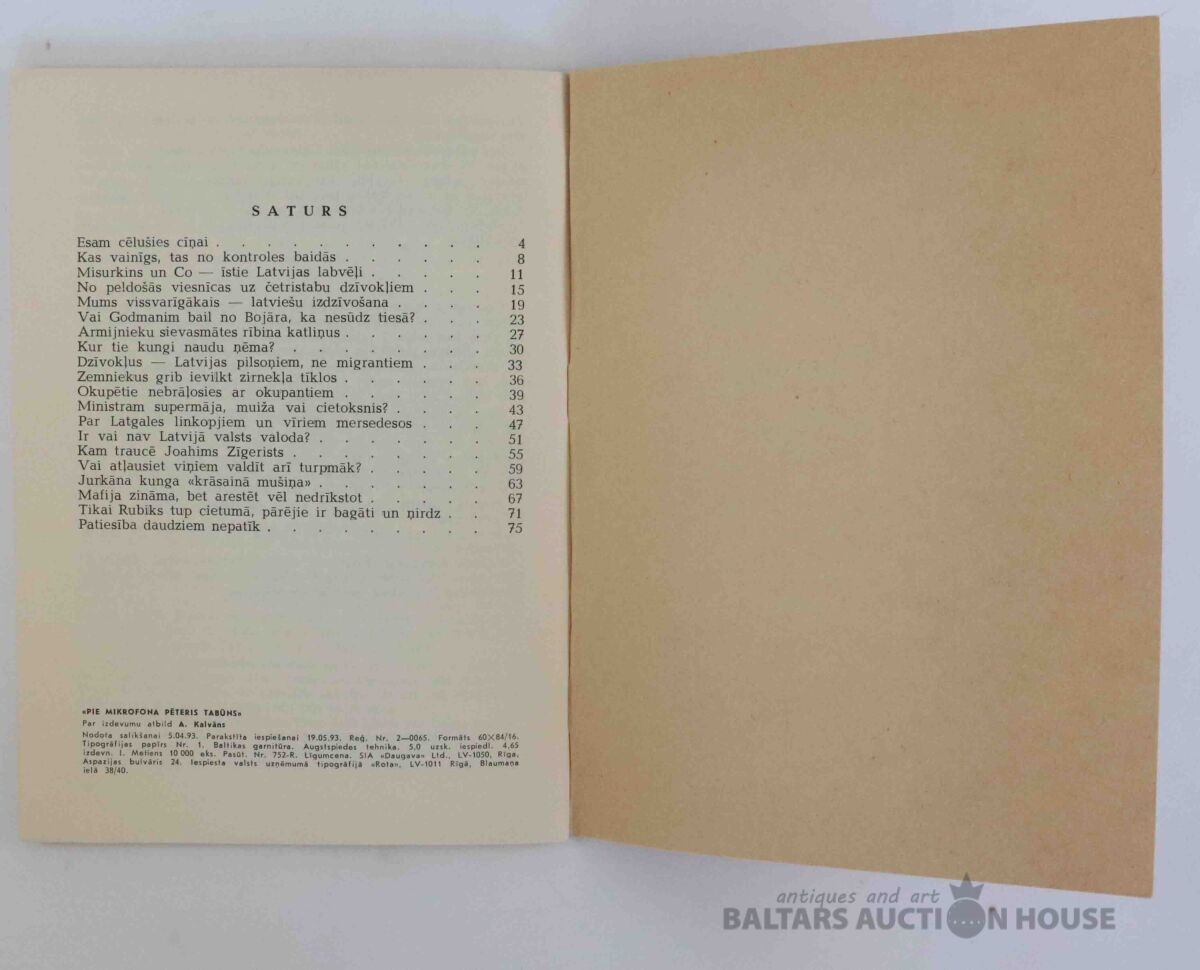 SATURS
Esam cēlušies cīņai . . . . . . . . . . 4
Kas vainīgs, tas no kontroles baidās . . . . . . 8
Misurkins un Co — īstie Latvijas labvēļi . . . . . 11
No peldošās viesnīcas uz četristabu dzīvokļiem . . . 15
Mums vissvarīgākais — latviešu izdzīvošana . . . . 19
Vai Godmanim bail no Bojāra, ka nesūdz tiesā? . . . 23
Armijnieku sievasmātes rībina katliņus . . . . . 27
Kur tie kungi naudu ņēma? . . . . . . . 30
Dzīvokļus — Latvijas pilsoņiem, ne migrantiem . . . 33
Zemniekus grib ievilkt zirnekļa tīklos . . . . . . 36
Okupētie nebrāļosies ar okupantiem . . . . . . 39
Ministram supermāja, muiža vai cietoksnis? . . . . 43
Par Latgales linkopjiem un vīriem mersedesos . . . 47
Ir vai nav Latvijā valsts valoda? . . . . . . 51
Kam traucē Joahims Zīgerists . . . . . . . 55
Vai atļausiet viņiem valdīt arī turpmāk? . . . . . 59
Jurkāna kunga «krāsainā mušiņa» . . . . . . 63
Mafija zināma, bet arestēt vēl nedrīkstot . . . . . 67
Tikai Rubiks tup cietumā, pārējie ir bagāti un ņirdz . . 71
Patiesība daudziem nepatīk . . . . . . . . 75
«PIE MIKROFONA PĒTERIS TABŪNS»
Par izdevumu atbild A. Kalvāns
Nodota salikšanai 5.04.93. Parakstīta iespiešanai 19.05.93. Reģ. Nr. 2—0065. Formāts 60×84/16.
Tipogrāfijas papīrs Nr. 1. Baltikas garnitūra. Augstspiedes tehnika. 5,0 uzsk. iespiedl. 4,65
izdevn. l. Metiens 10 000 eks. Pasūt. Nr. 752-R. Līgumcena. SIA «Daugava» Ltd., LV-1050, Rīga,
Aspazijas bulvāris 24. Iespiesta valsts uzņēmumā tipogrāfijā «Rota», LV-1011 Rīgā, Blaumaņa
ielā 38/40.
antiques and art
BALTARS AUCTION HOUSE